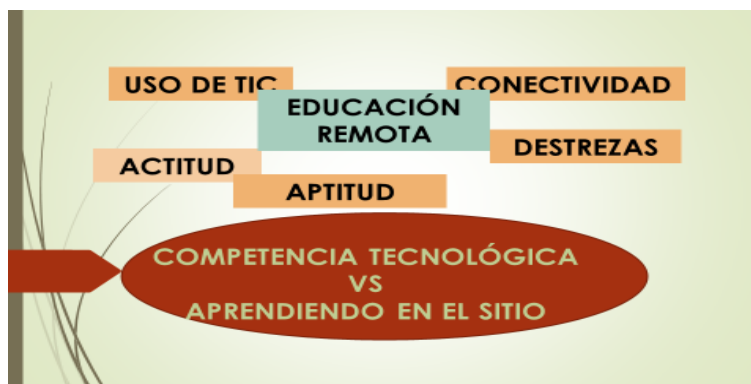 USO DE TIC
CONECTIVIDAD
EDUCACIÓN
REMOTA
DESTREZAS
ACTITUD
APTITUD
COMPETENCIA TECNOLÓGICA
VS
APRENDIENDO EN EL SITIO